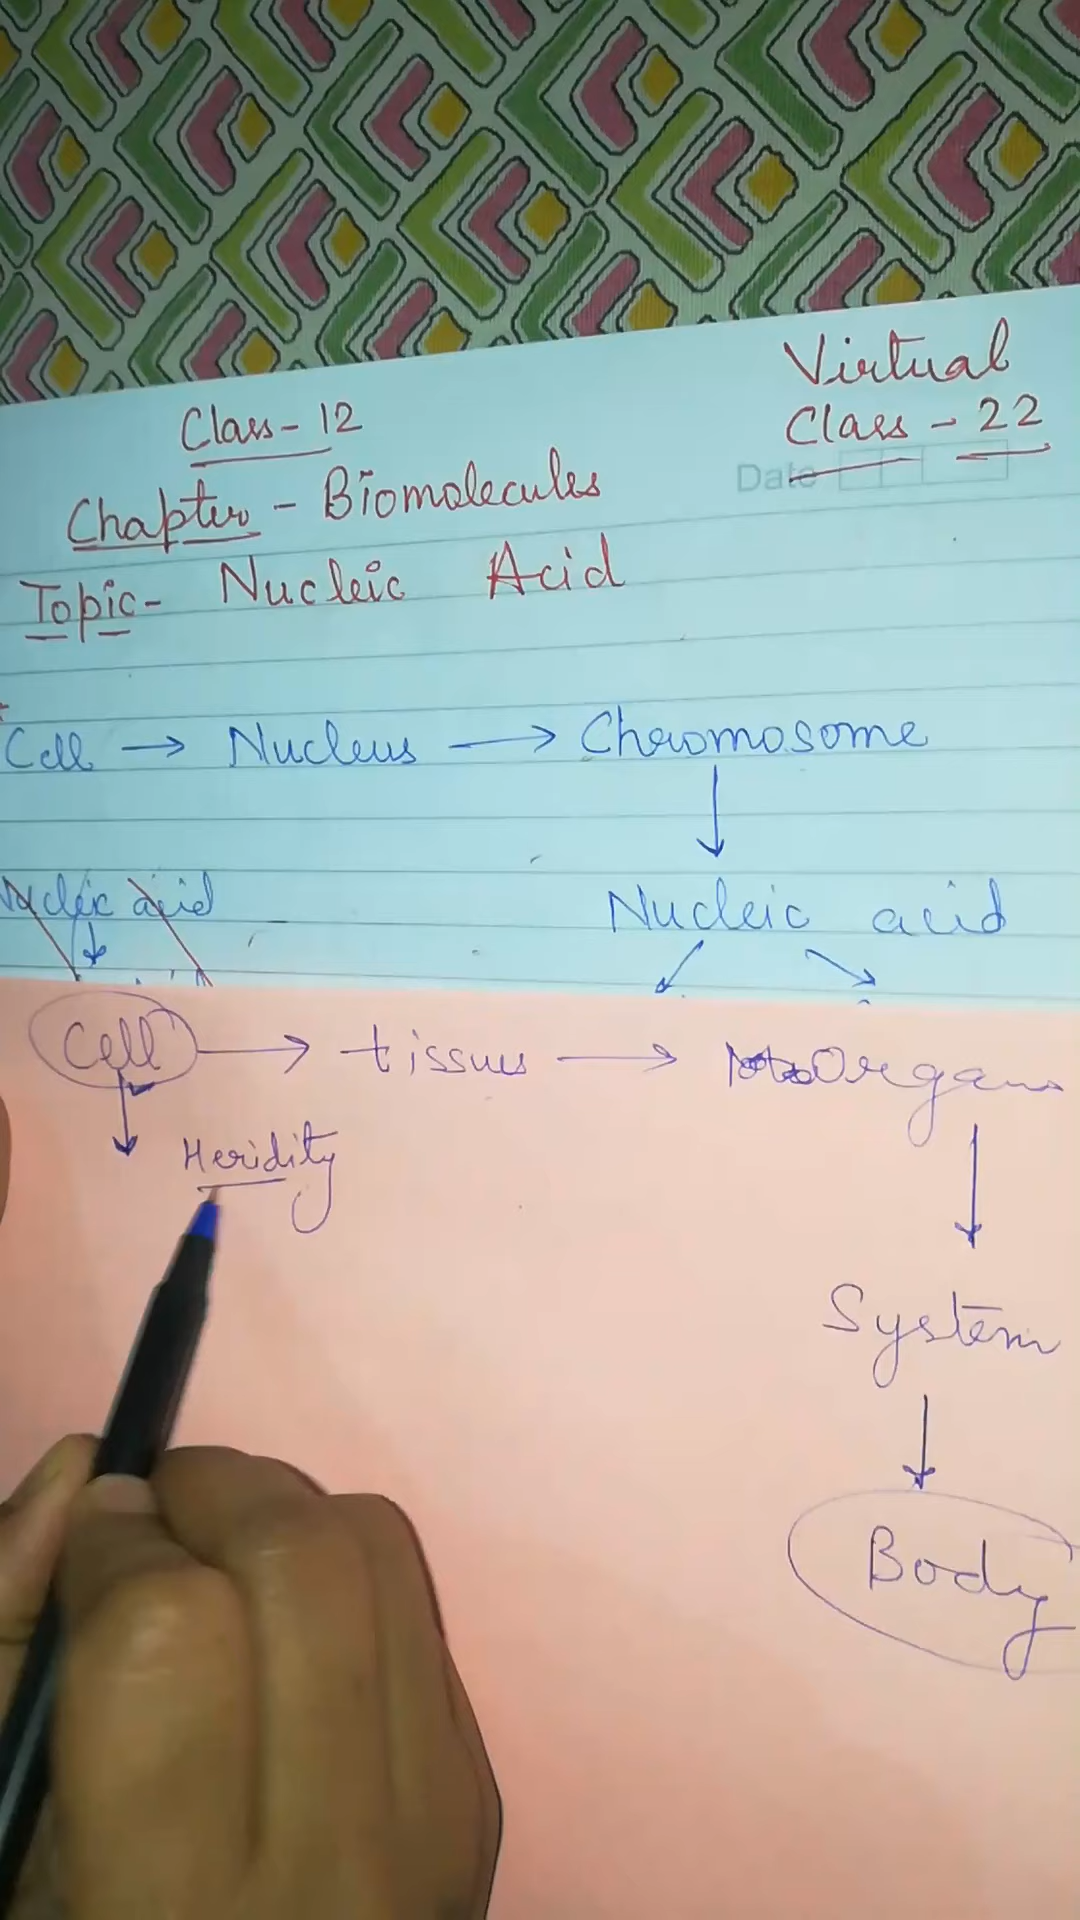 Virtual
Class - 12
Class - 22
Date
Chapter - Biomolecules
Topic - Nucleic Acid
Cell → Nucleus → Chromosome
↓
Nucleic acid
Nucleic acid
Cell → tissues → Organs
Heridity
System
Body